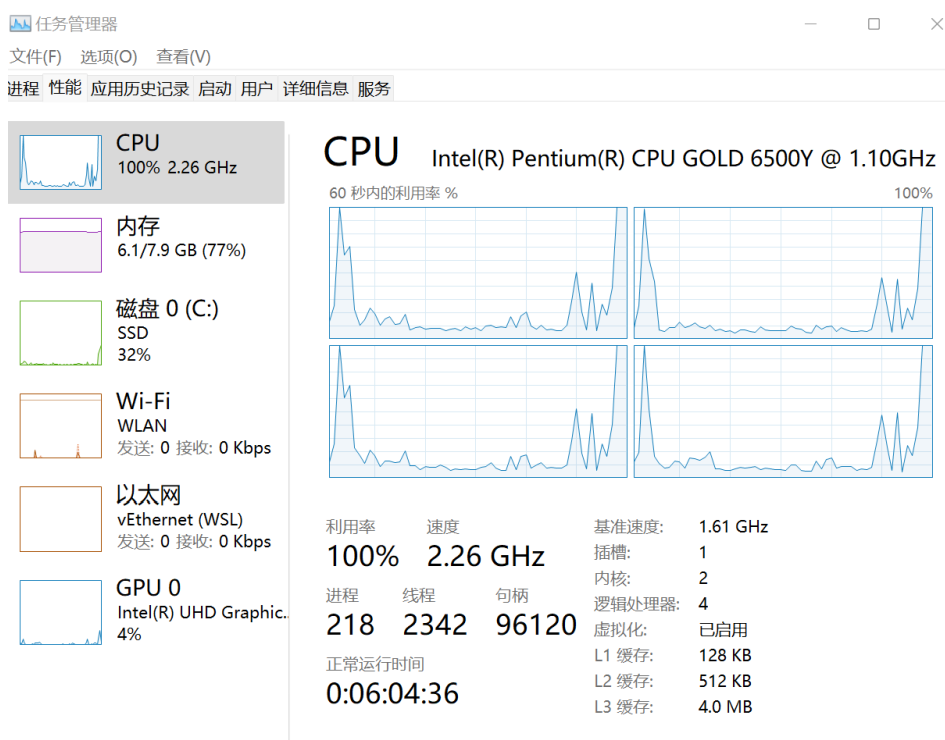 任务管理器
文件(F) 选项(O) 查看(V)
进程 性能 应用历史记录 启动 用户 详细信息 服务
CPU
100% 2.26 GHz
内存
6.1/7.9 GB (77%)
磁盘 0 (C:)
SSD
32%
Wi-Fi
WLAN
发送: 0 接收: 0 Kbps
以太网
vEthernet (WSL)
发送: 0 接收: 0 Kbps
GPU 0
Intel(R) UHD Graphic...
4%
CPU Intel(R) Pentium(R) CPU GOLD 6500Y @ 1.10GHz
60 秒内的利用率 % 100%
利用率 速度
100% 2.26 GHz
进程 线程 句柄
218 2342 96120
正常运行时间
0:06:04:36
基准速度: 1.61 GHz
插槽: 1
内核: 2
逻辑处理器: 4
虚拟化: 已启用
L1 缓存: 128 KB
L2 缓存: 512 KB
L3 缓存: 4.0 MB